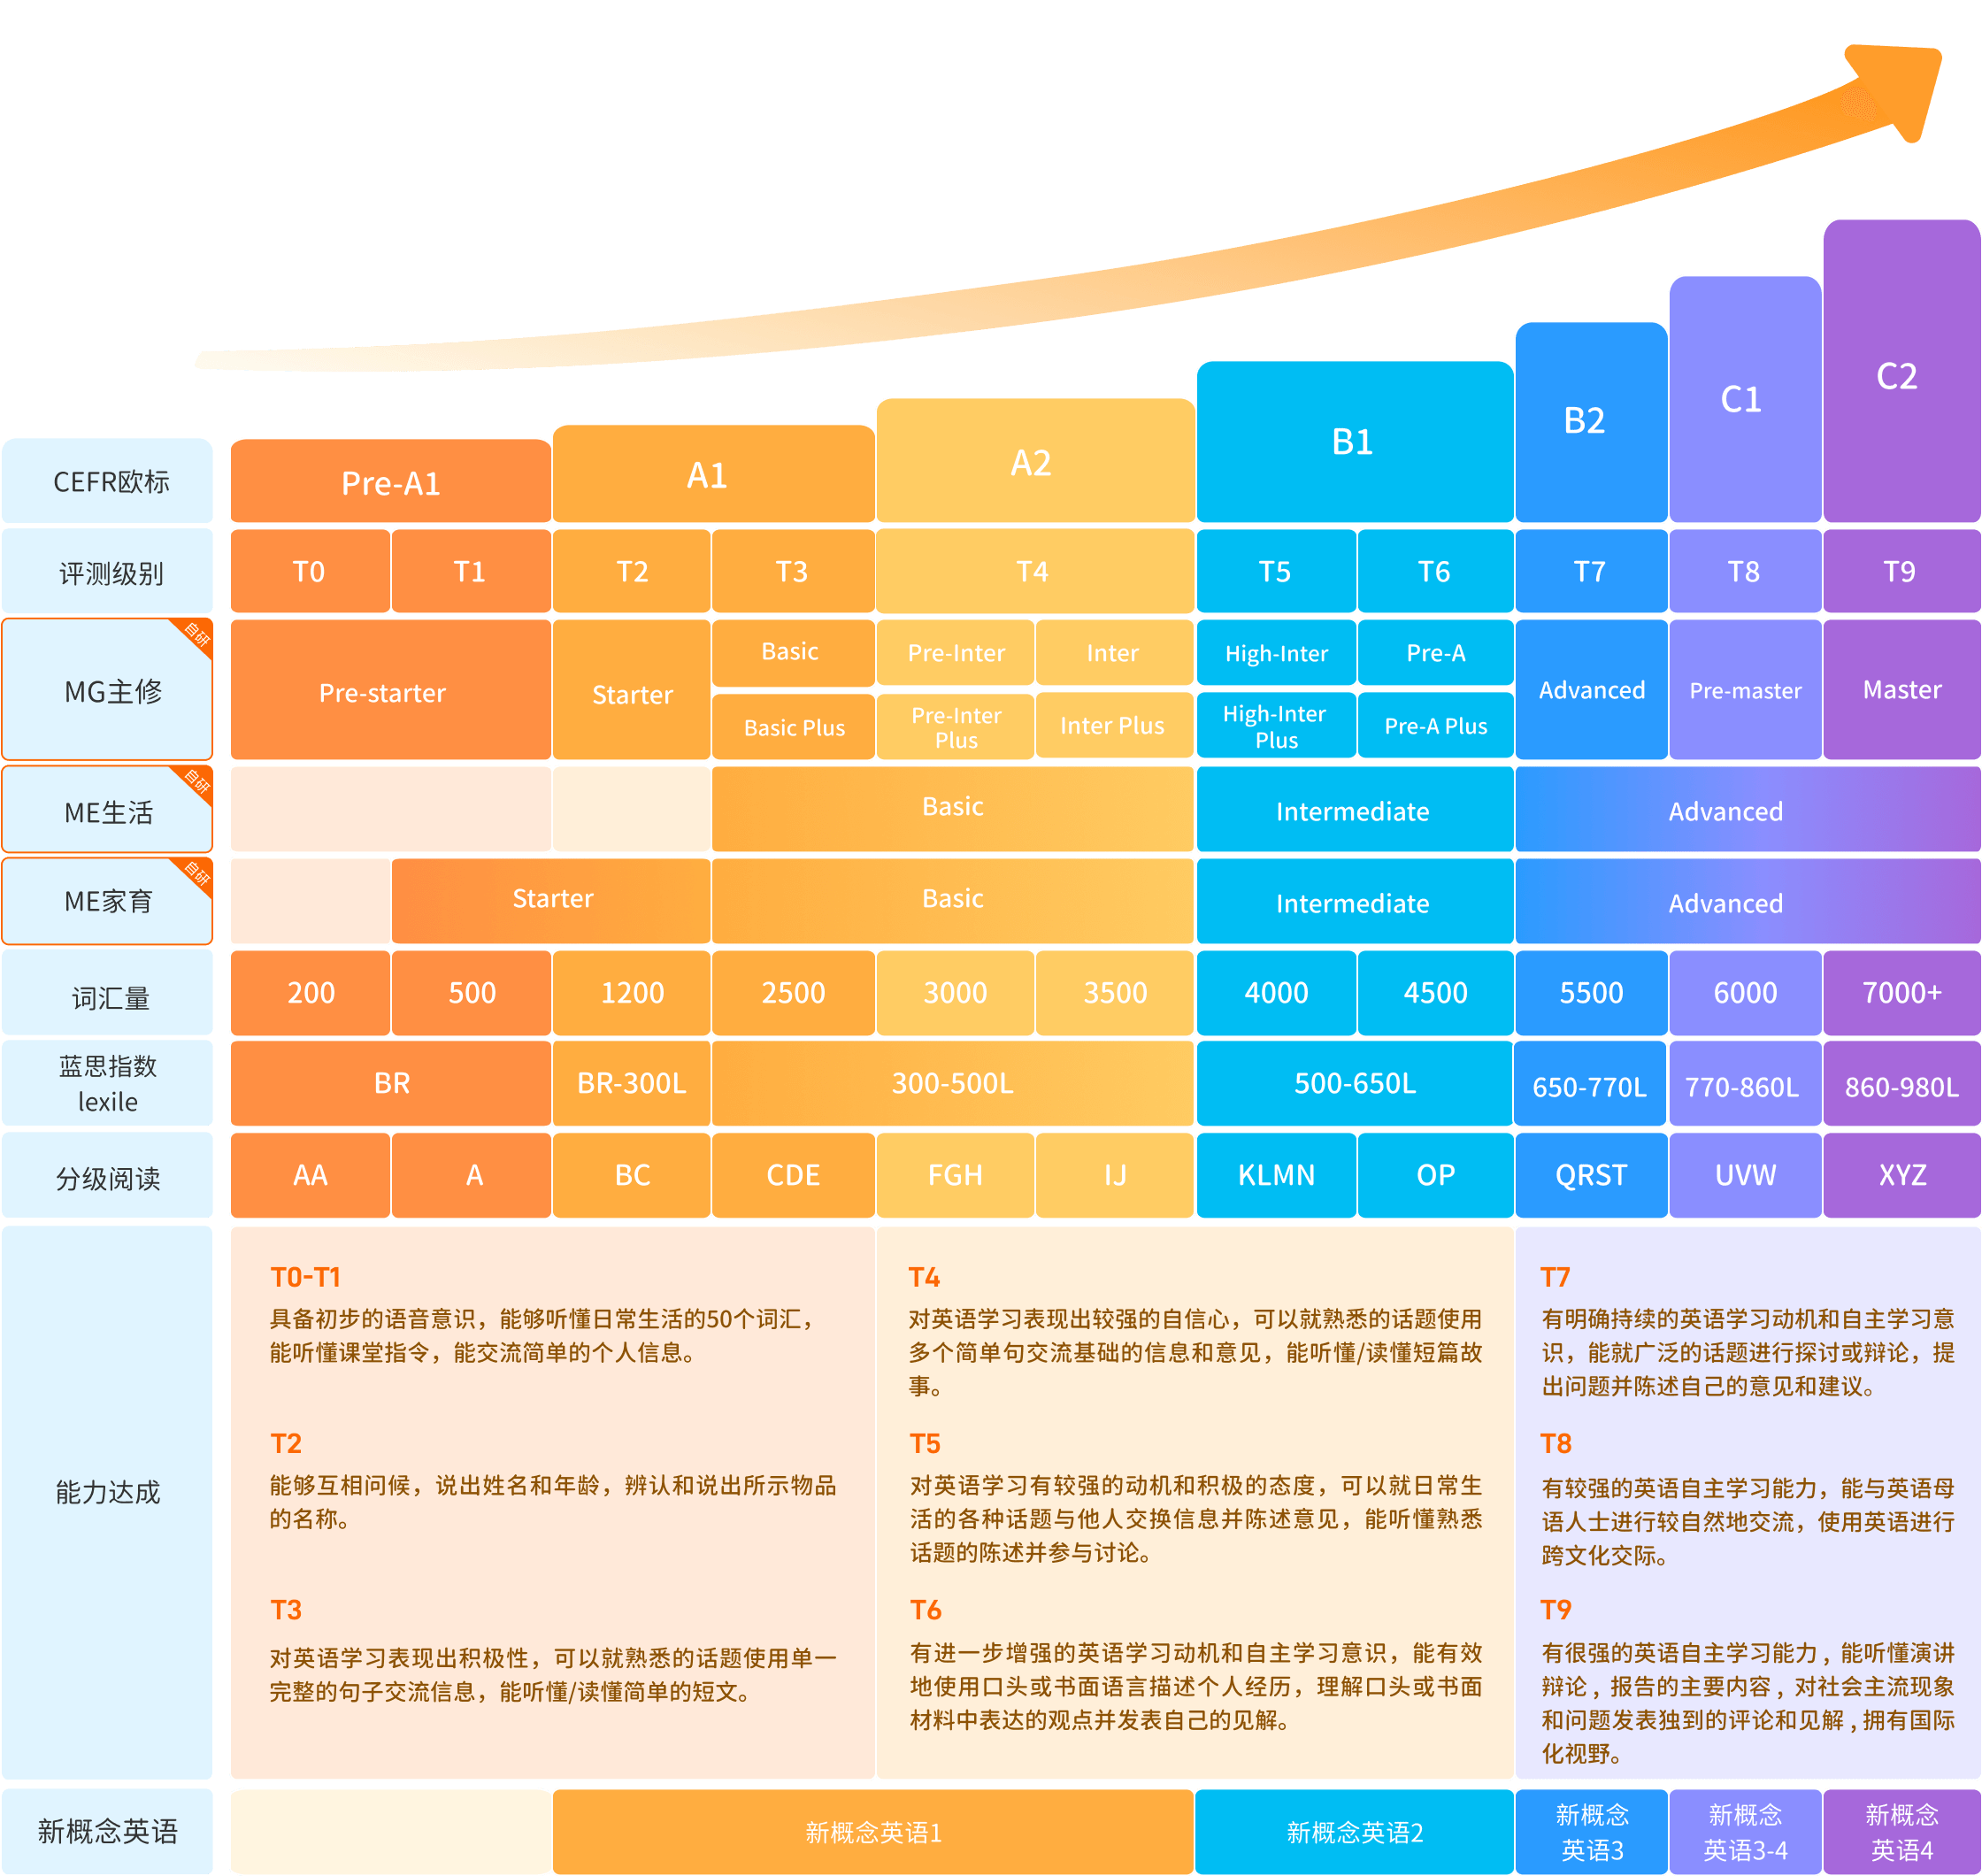 CEFR欧标
Pre-A1
A1
A2
B1
B2
C1
C2
评测级别
T0
T1
T2
T3
T4
T5
T6
T7
T8
T9
自研
MG主修
Pre-starter
Starter
Basic
Basic Plus
Pre-Inter
Pre-Inter
Plus
Inter
Inter Plus
High-Inter
High-Inter
Plus
Pre-A
Pre-A Plus
Advanced
Pre-master
Master
自研
ME生活
Basic
Intermediate
Advanced
自研
ME家育
Starter
Basic
Intermediate
Advanced
词汇量
200
500
1200
2500
3000
3500
4000
4500
5500
6000
7000+
蓝思指数
lexile
BR
BR-300L
300-500L
500-650L
650-770L
770-860L
860-980L
分级阅读
AA
A
BC
CDE
FGH
IJ
KLMN
OP
QRST
UVW
XYZ
能力达成
T0-T1
具备初步的语音意识，能够听懂日常生活的50个词汇，
能听懂课堂指令，能交流简单的个人信息。
T2
能够互相问候，说出姓名和年龄，辨认和说出所示物品
的名称。
T3
对英语学习表现出积极性，可以就熟悉的话题使用单一
完整的句子交流信息，能听懂/读懂简单的短文。
T4
对英语学习表现出较强的自信心，可以就熟悉的话题使用
多个简单句交流基础的信息和意见，能听懂/读懂短篇故
事。
T5
对英语学习有较强的动机和积极的态度，可以就日常生
活的各种话题与他人交换信息并陈述意见，能听懂熟悉
话题的陈述并参与讨论。
T6
有进一步增强的英语学习动机和自主学习意识，能有效
地使用口头或书面语言描述个人经历，理解口头或书面
材料中表达的观点并发表自己的见解。
T7
有明确持续的英语学习动机和自主学习意
识，能就广泛的话题进行探讨或辩论，提
出问题并陈述自己的意见和建议。
T8
有较强的英语自主学习能力，能与英语母
语人士进行较自然地交流，使用英语进行
跨文化交际。
T9
有很强的英语自主学习能力，能听懂演讲
辩论，报告的主要内容，对社会主流现象
和问题发表独到的评论和见解，拥有国际
化视野。
新概念英语
新概念英语1
新概念英语2
新概念
英语3
新概念
英语3-4
新概念
英语4